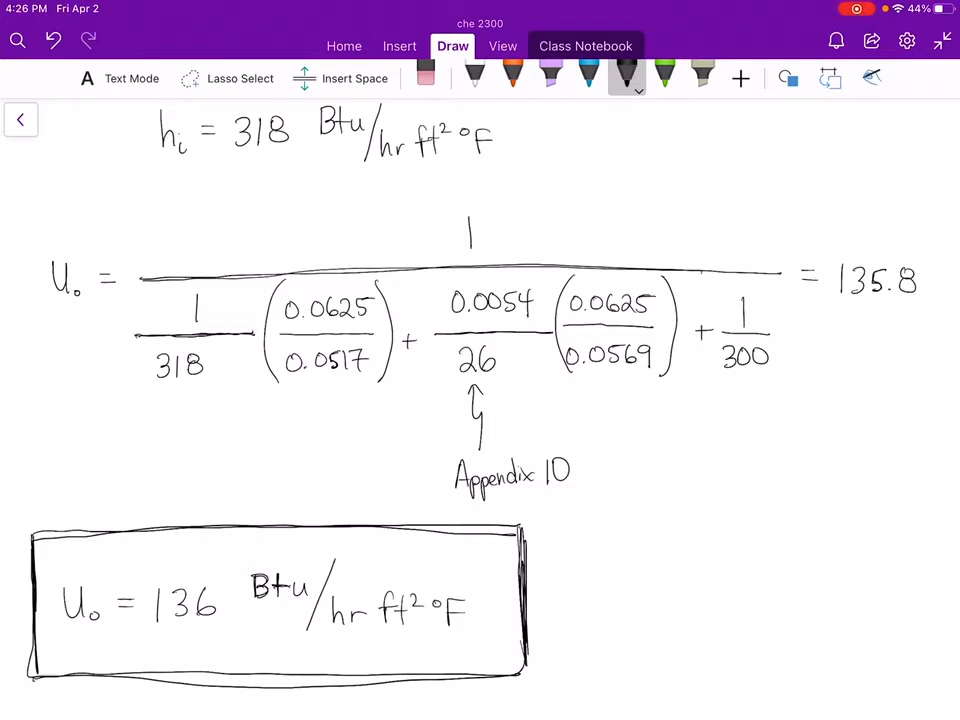 4:26 PM Fri Apr 2
44%
che 2300
Home Insert Draw View Class Notebook
A Text Mode Lasso Select Insert Space
hᵢ = 318 Btu/hr ft² °F
1
U₀ = = 135.8
1 0.0625 0.0054 0.0625 1
318 0.0517 + 26 0.0569 + 300
Appendix 10
U₀ = 136 Btu/hr ft² °F